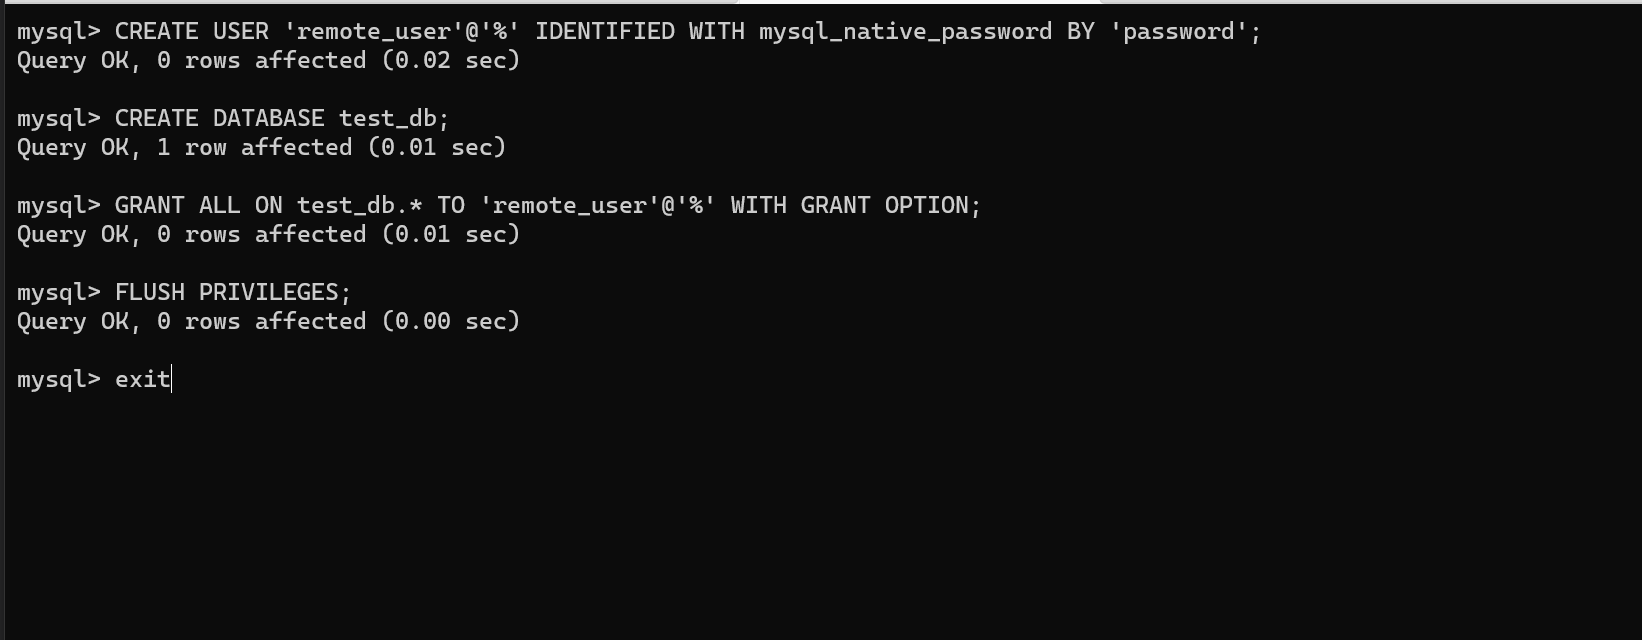 mysql> CREATE USER 'remote_user'@'%' IDENTIFIED WITH mysql_native_password BY 'password';
Query OK, 0 rows affected (0.02 sec)
mysql> CREATE DATABASE test_db;
Query OK, 1 row affected (0.01 sec)
mysql> GRANT ALL ON test_db.* TO 'remote_user'@'%' WITH GRANT OPTION;
Query OK, 0 rows affected (0.01 sec)
mysql> FLUSH PRIVILEGES;
Query OK, 0 rows affected (0.00 sec)
mysql> exit